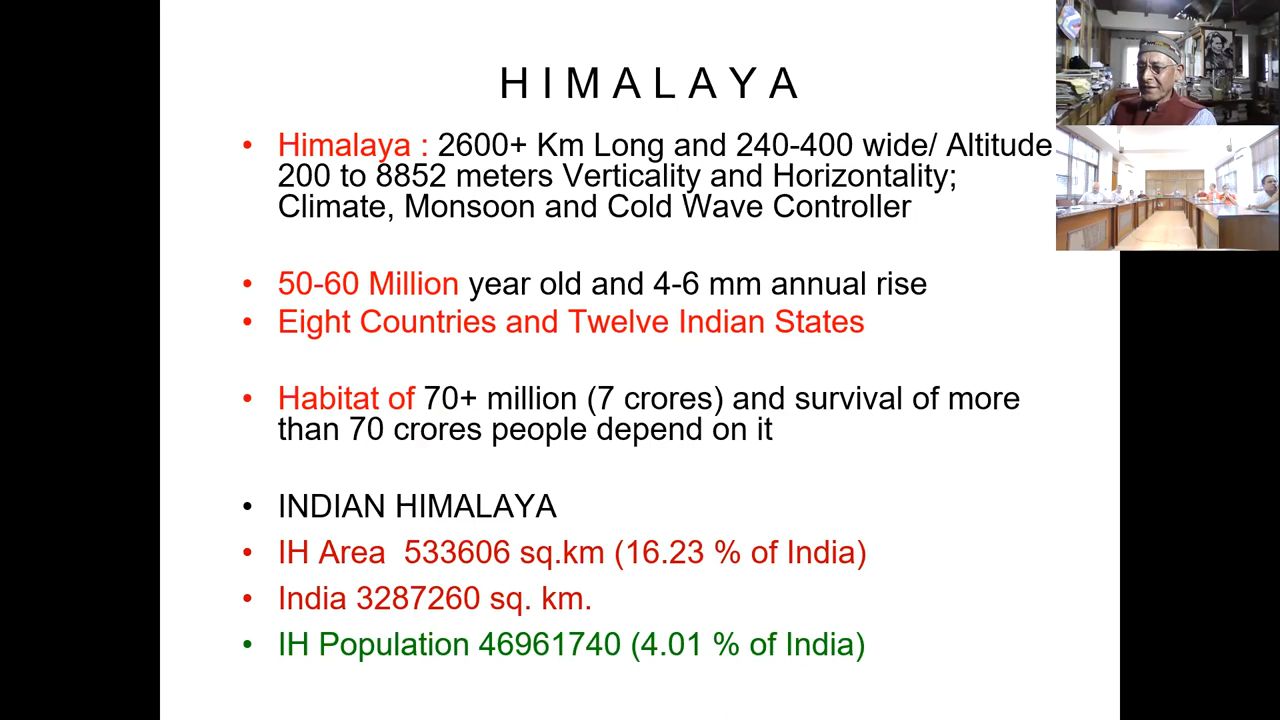 H I M A L A Y A
• Himalaya : 2600+ Km Long and 240-400 wide/ Altitude
200 to 8852 meters Verticality and Horizontality;
Climate, Monsoon and Cold Wave Controller
• 50-60 Million year old and 4-6 mm annual rise
• Eight Countries and Twelve Indian States
• Habitat of 70+ million (7 crores) and survival of more
than 70 crores people depend on it
• INDIAN HIMALAYA
• IH Area 533606 sq.km (16.23 % of India)
• India 3287260 sq. km.
• IH Population 46961740 (4.01 % of India)